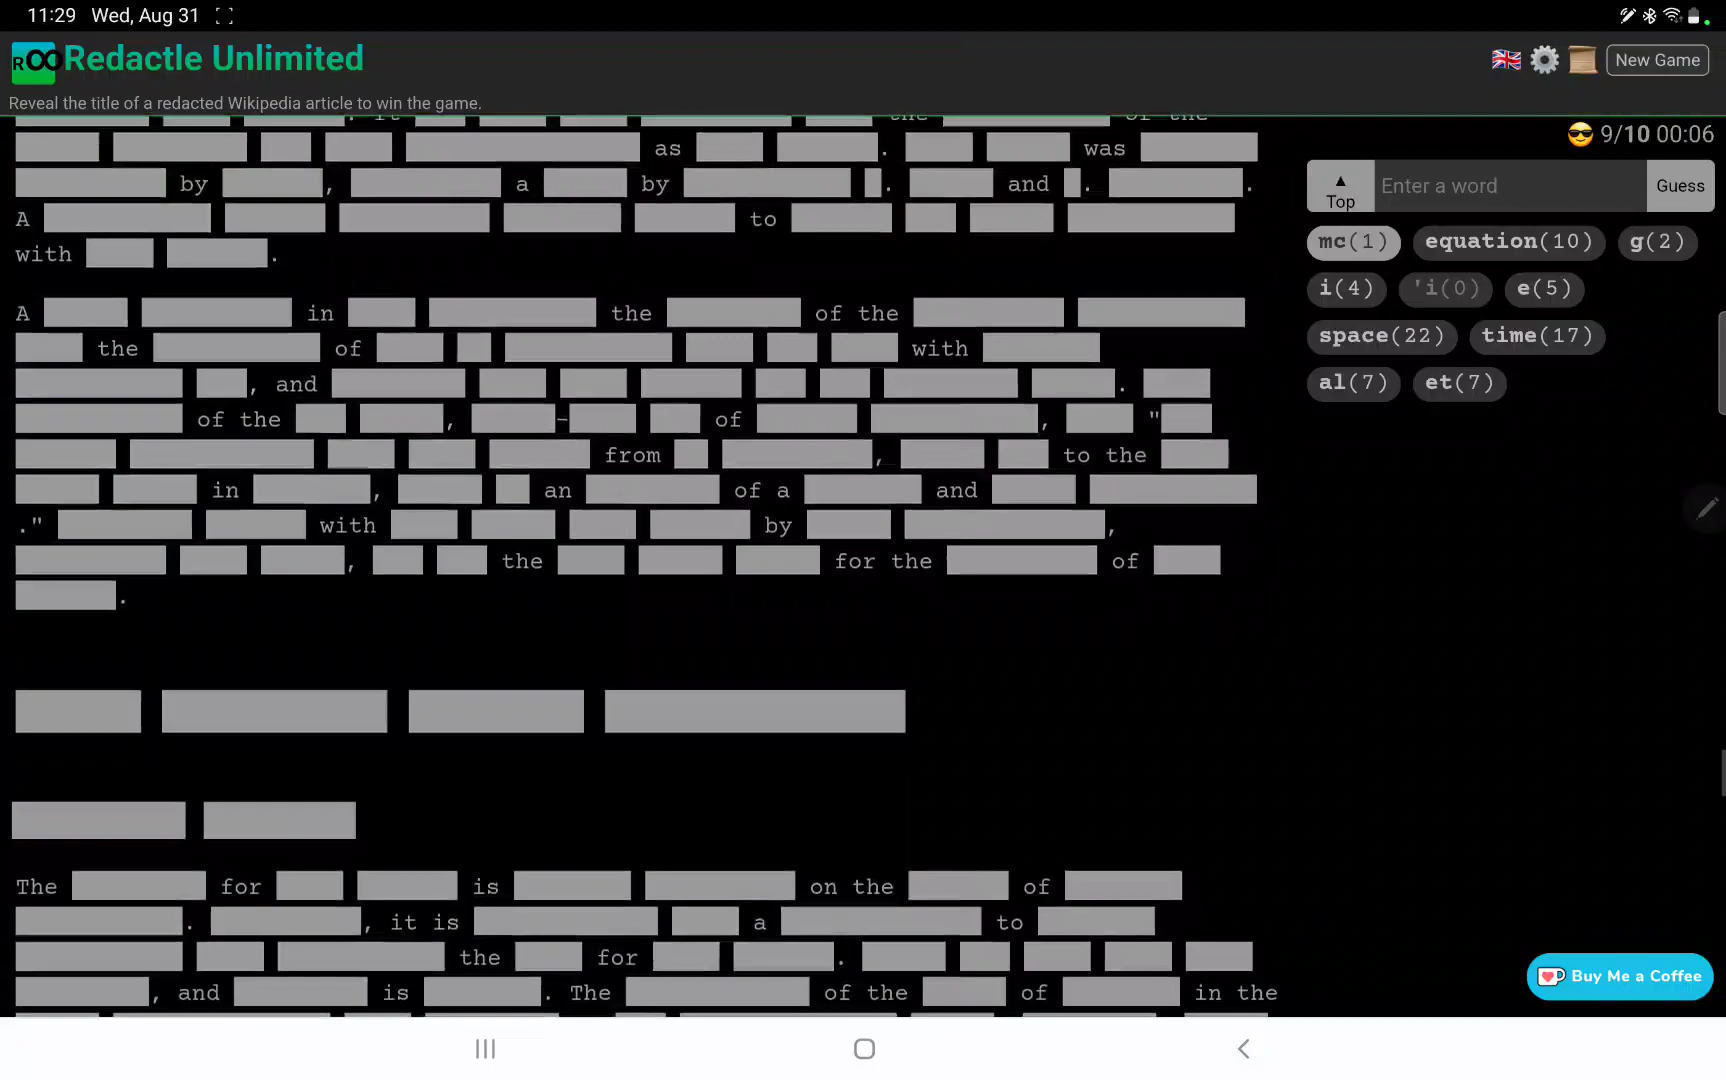 11:29 Wed, Aug 31
R∞ Redactle Unlimited
New Game
Reveal the title of a redacted Wikipedia article to win the game.
😎 9/10 00:06
▲ Top
Enter a word
Guess
mc(1) equation(10) g(2)
i(4) 'i(0) e(5)
space(22) time(17)
al(7) et(7)
. it the of the
as . was
by , a by . and .
A to
with .
A in the of the
the of with
, and .
of the , - of , "
from , to the
in , an of a and
." with by ,
, the for the of
.
The for is on the of
. , it is a to
the for .
, and is . The of the of in the
Buy Me a Coffee